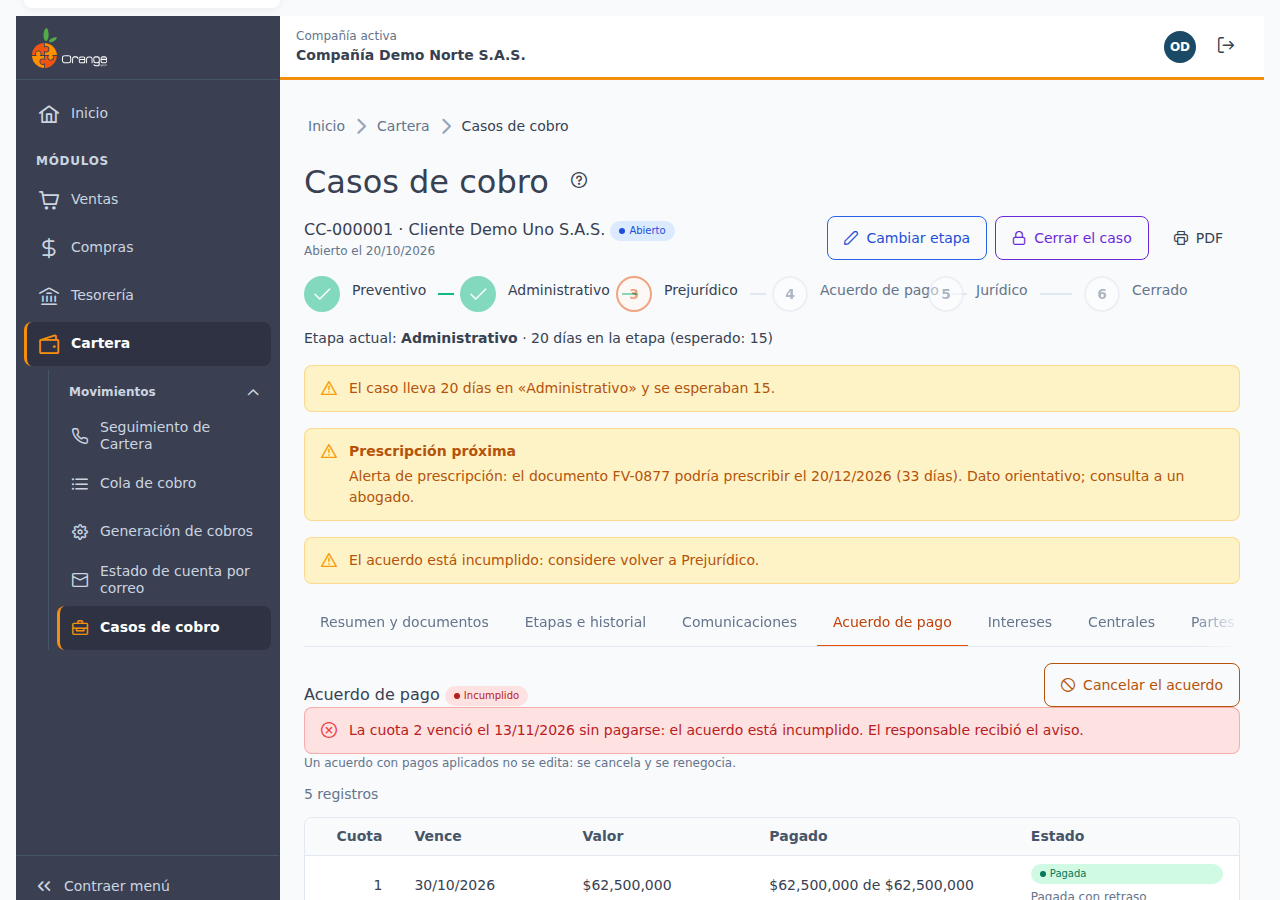 Orange
Compañía activa
Compañía Demo Norte S.A.S.
OD
Inicio
MÓDULOS
Ventas
Compras
Tesorería
Cartera
Movimientos
Seguimiento de
Cartera
Cola de cobro
Generación de cobros
Estado de cuenta por
correo
Casos de cobro
Contraer menú
Inicio
Cartera
Casos de cobro
Casos de cobro
CC-000001 · Cliente Demo Uno S.A.S. Abierto
Abierto el 20/10/2026
Cambiar etapa
Cerrar el caso
PDF
Preventivo
Administrativo
3 Prejurídico
4 Acuerdo de pago
5 Jurídico
6 Cerrado
Etapa actual: Administrativo · 20 días en la etapa (esperado: 15)
El caso lleva 20 días en «Administrativo» y se esperaban 15.
Prescripción próxima
Alerta de prescripción: el documento FV-0877 podría prescribir el 20/12/2026 (33 días). Dato orientativo; consulta a un
abogado.
El acuerdo está incumplido: considere volver a Prejurídico.
Resumen y documentos
Etapas e historial
Comunicaciones
Acuerdo de pago
Intereses
Centrales
Partes
Acuerdo de pago Incumplido
Cancelar el acuerdo
La cuota 2 venció el 13/11/2026 sin pagarse: el acuerdo está incumplido. El responsable recibió el aviso.
Un acuerdo con pagos aplicados no se edita: se cancela y se renegocia.
5 registros
Cuota Vence Valor Pagado Estado
1 30/10/2026 $62,500,000 $62,500,000 de $62,500,000 Pagada
Pagada con retraso